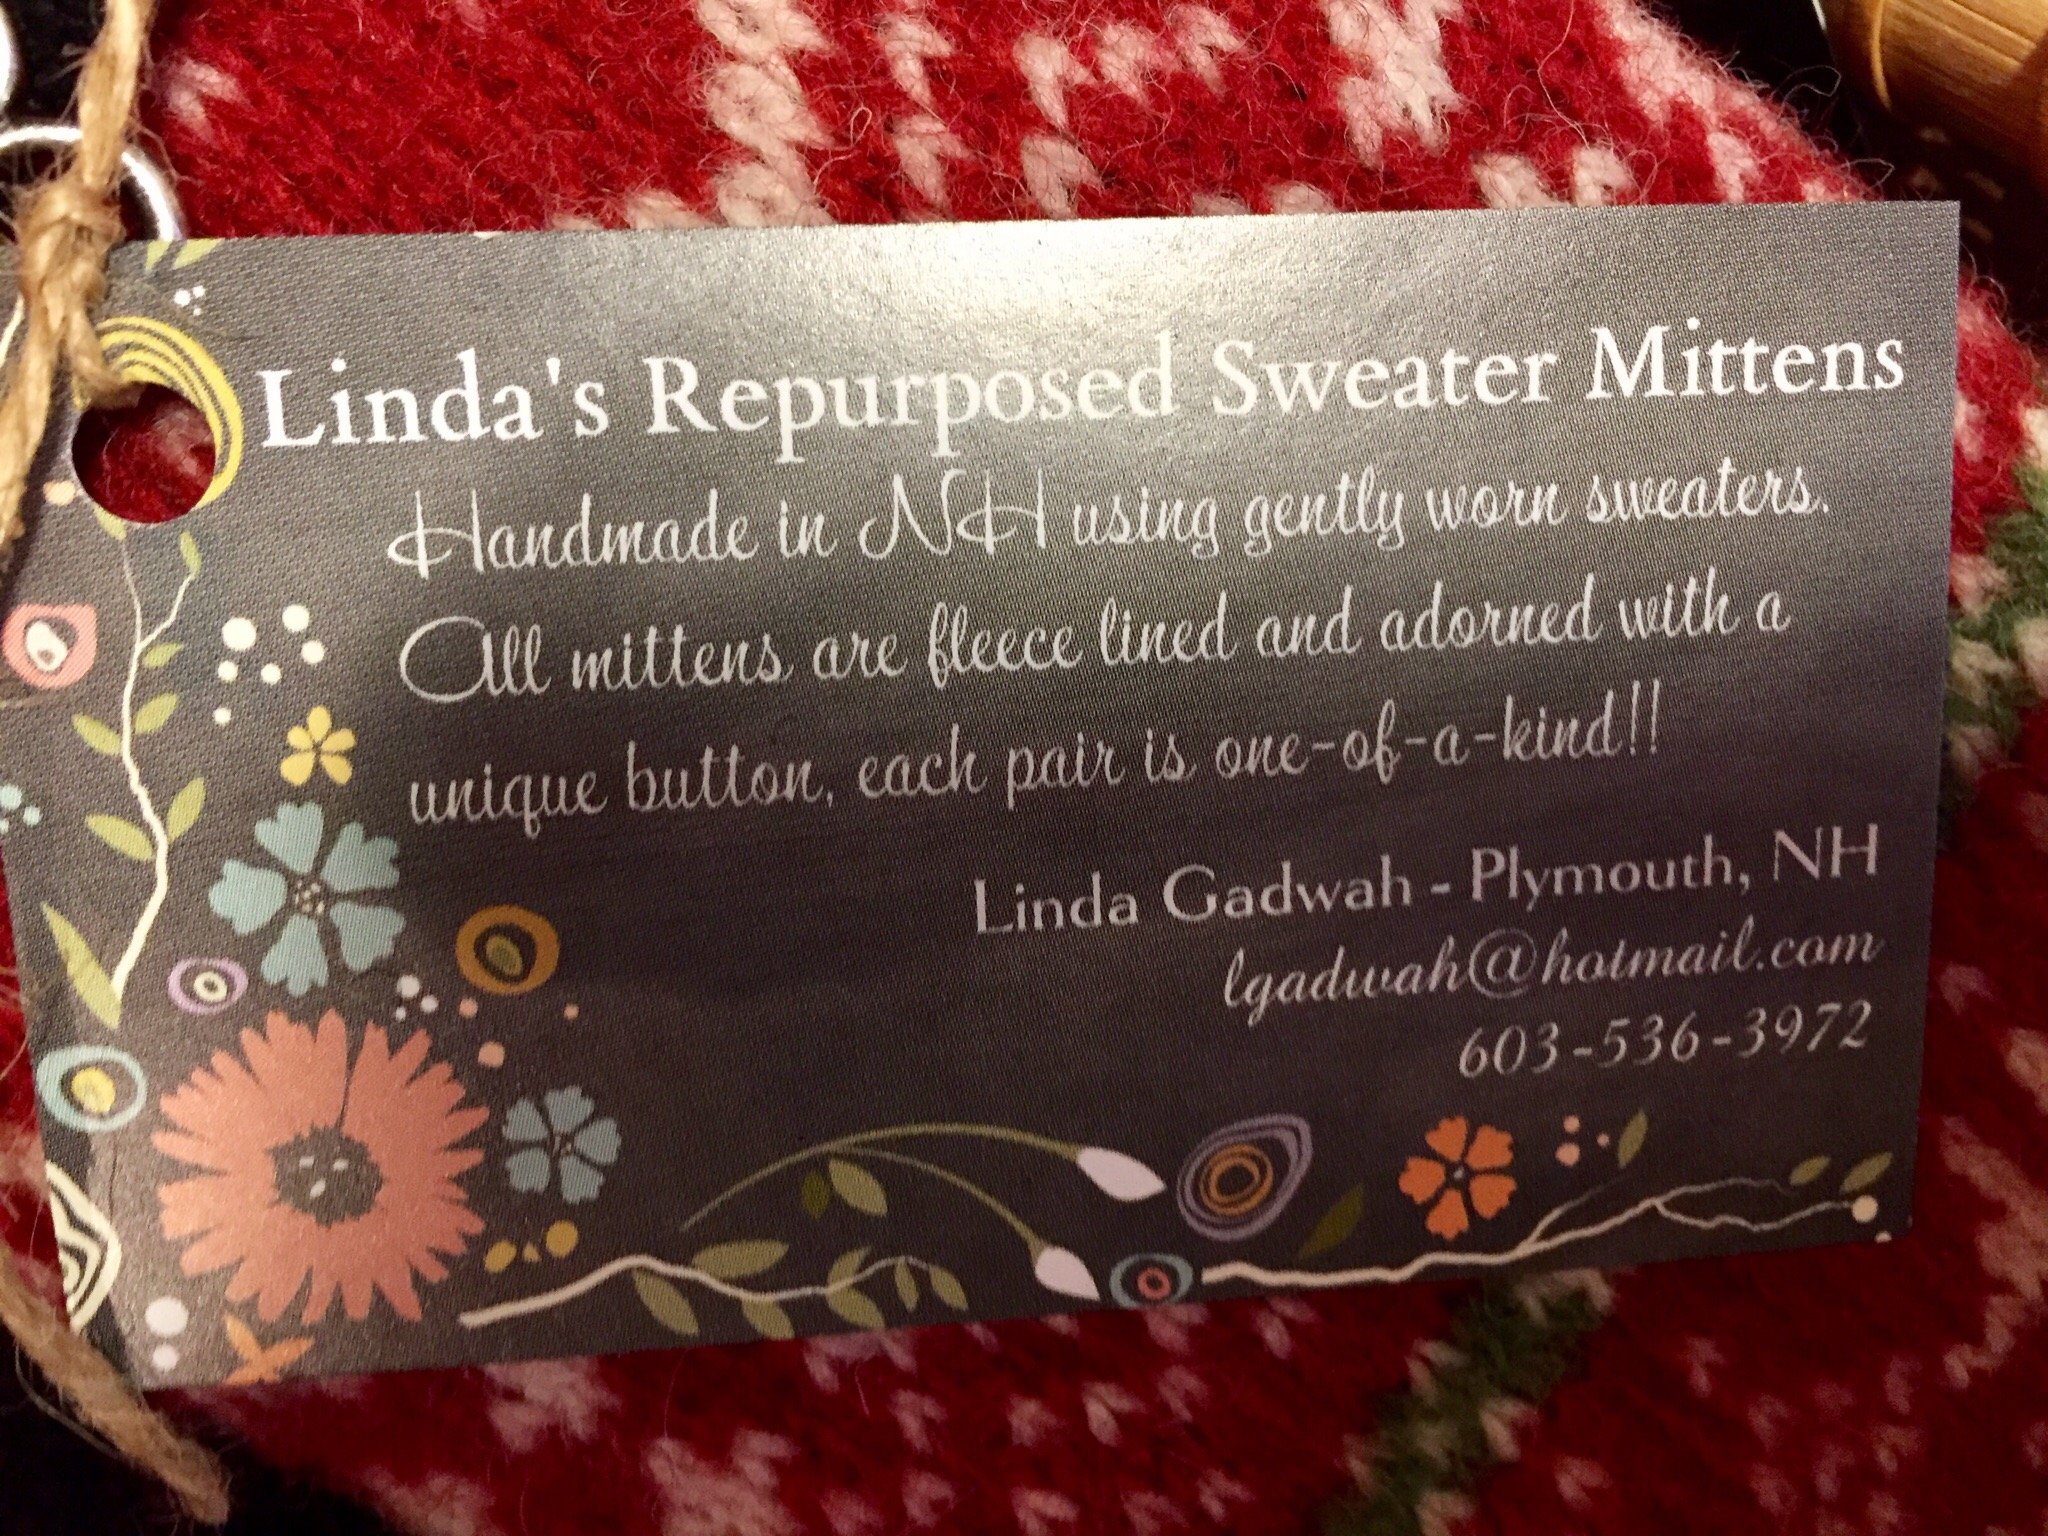 Linda's Repurposed Sweater Mittens
Handmade in NH using gently worn sweaters.
All mittens are fleece lined and adorned with a
unique button, each pair is one-of-a-kind!!
Linda Gadwah - Plymouth, NH
lgadwah@hotmail.com
603-536-3972